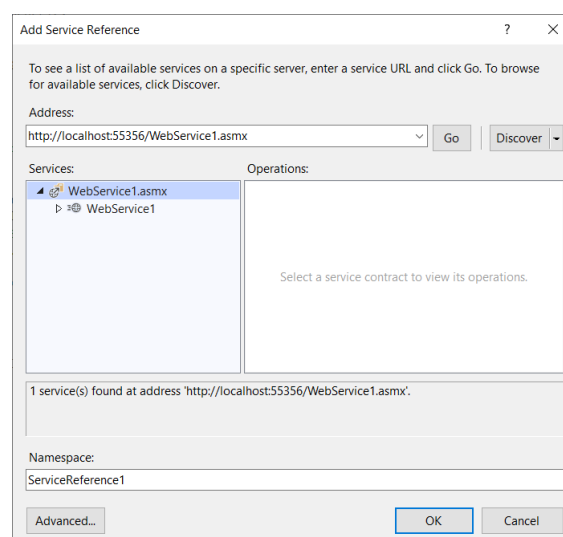 Add Service Reference ? ×
To see a list of available services on a specific server, enter a service URL and click Go. To browse
for available services, click Discover.
Address:
http://localhost:55356/WebService1.asmx Go Discover
Services: Operations:
WebService1.asmx
WebService1
Select a service contract to view its operations.
1 service(s) found at address 'http://localhost:55356/WebService1.asmx'.
Namespace:
ServiceReference1
Advanced... OK Cancel